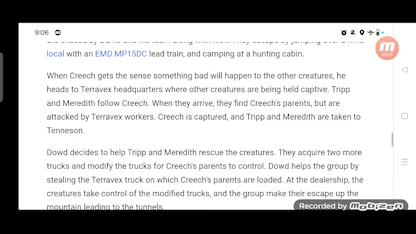 9:06
local with an EMD MP15DC lead train, and camping at a hunting cabin.
When Creech gets the sense something bad will happen to the other creatures, he
heads to Terravex headquarters where other creatures are being held captive. Tripp
and Meredith follow Creech. When they arrive, they find Creech's parents, but are
attacked by Terravex workers. Creech is captured, and Tripp and Meredith are taken to
Tenneson.
Dowd decides to help Tripp and Meredith rescue the creatures. They acquire two more
trucks and modify the trucks for Creech's parents to control. Dowd helps the group by
stealing the Terravex truck on which Creech's parents are loaded. At the dealership, the
creatures take control of the modified trucks, and the group make their escape up the
mountain leading to the tunnels.
Recorded by Mobizen